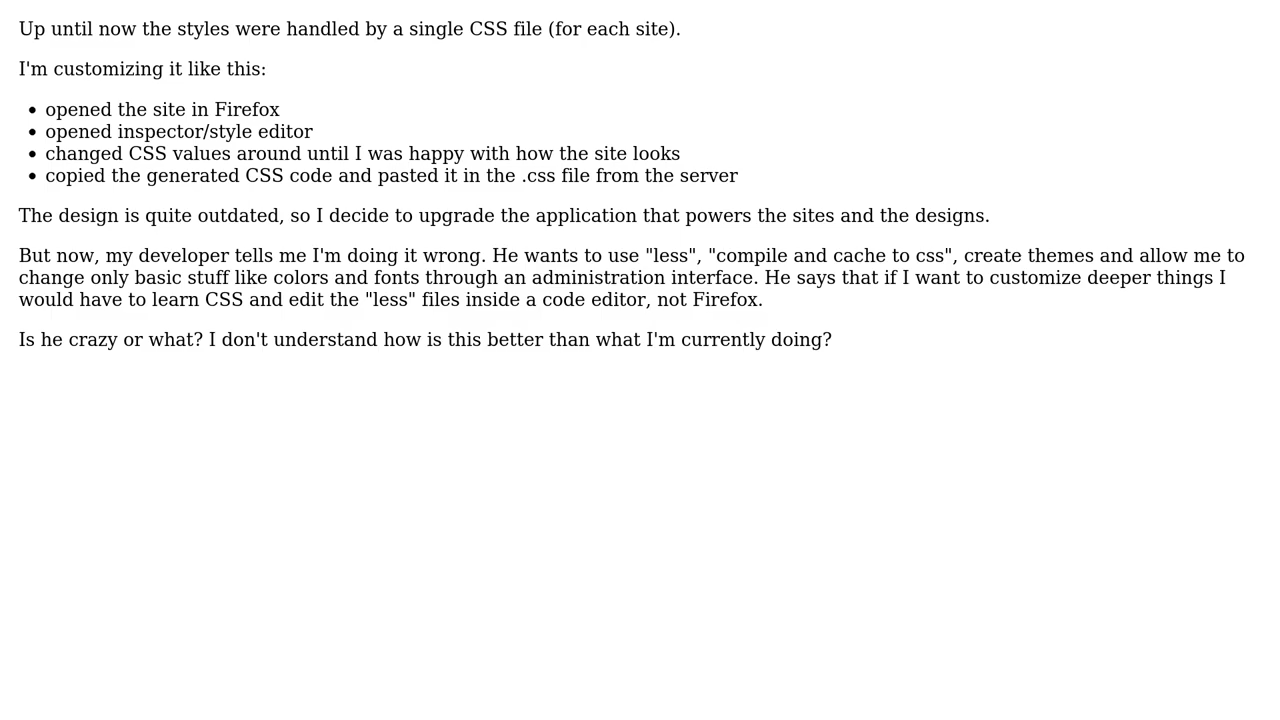 Up until now the styles were handled by a single CSS file (for each site).
I'm customizing it like this:
• opened the site in Firefox
• opened inspector/style editor
• changed CSS values around until I was happy with how the site looks
• copied the generated CSS code and pasted it in the .css file from the server
The design is quite outdated, so I decide to upgrade the application that powers the sites and the designs.
But now, my developer tells me I'm doing it wrong. He wants to use "less", "compile and cache to css", create themes and allow me to
change only basic stuff like colors and fonts through an administration interface. He says that if I want to customize deeper things I
would have to learn CSS and edit the "less" files inside a code editor, not Firefox.
Is he crazy or what? I don't understand how is this better than what I'm currently doing?